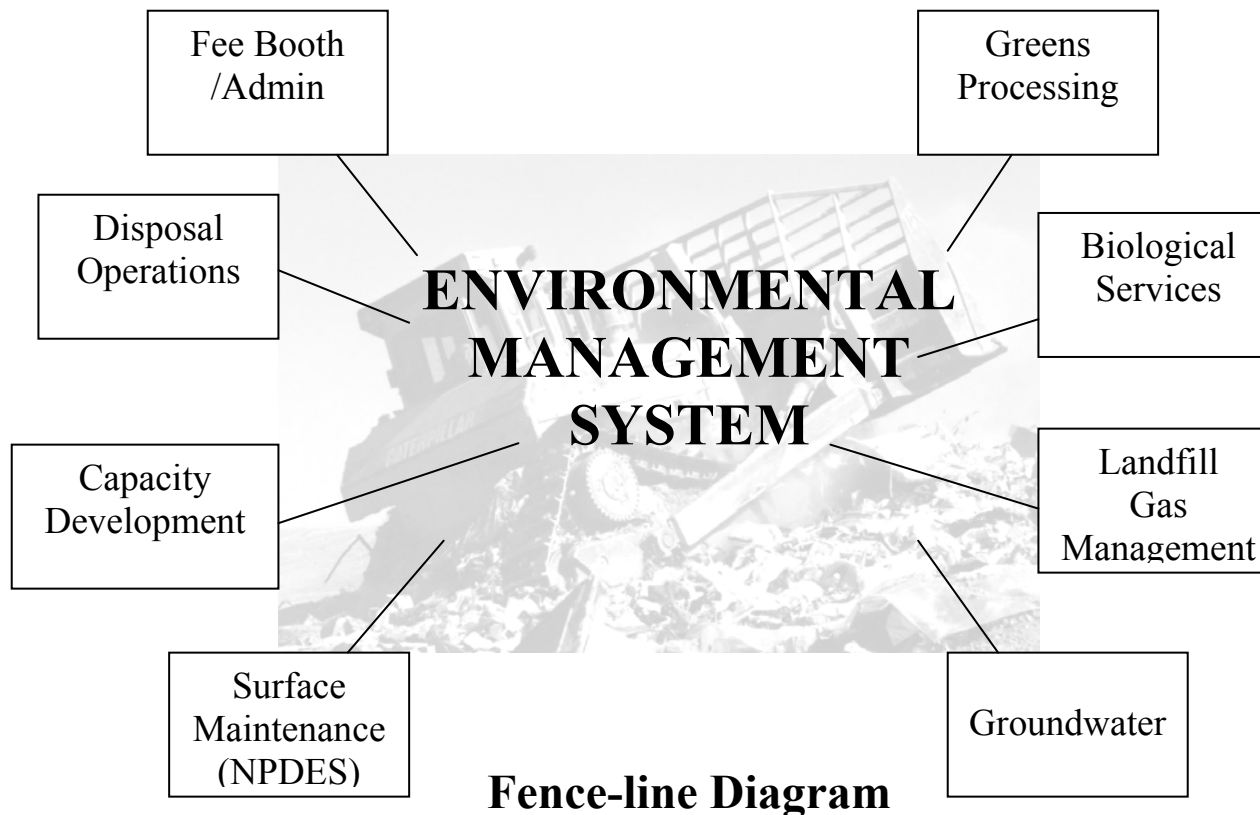 Fee Booth
/Admin
Greens
Processing
Disposal
Operations
Biological
Services
ENVIRONMENTAL
MANAGEMENT
SYSTEM
Capacity
Development
Landfill
Gas
Management
Surface
Maintenance
(NPDES)
Groundwater
Fence-line Diagram
CATERPILLAR